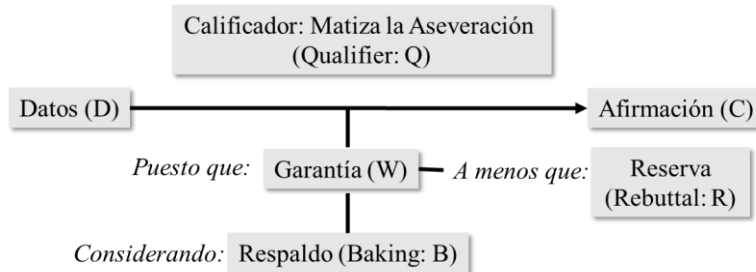 Calificador: Matiza la Aseveración
(Qualifier: Q)
Datos (D)
Afirmación (C)
Puesto que:
Garantía (W)
A menos que:
Reserva
(Rebuttal: R)
Considerando:
Respaldo (Baking: B)